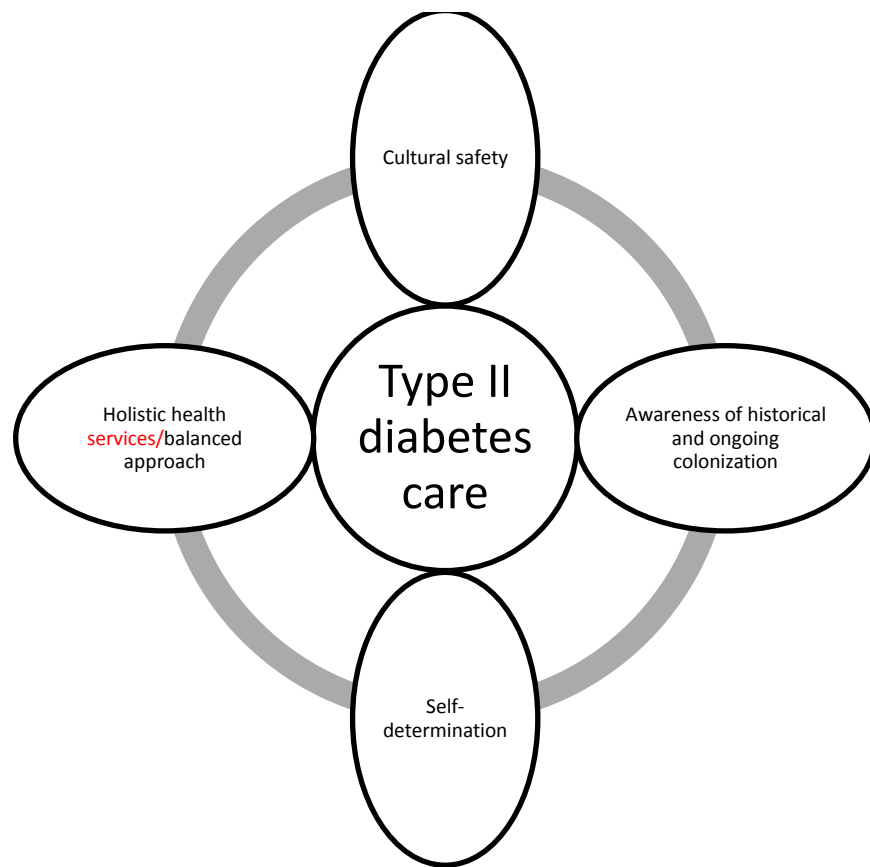 Cultural safety
Holistic health
services/balanced
approach
Type II
diabetes
care
Awareness of historical
and ongoing
colonization
Self-
determination